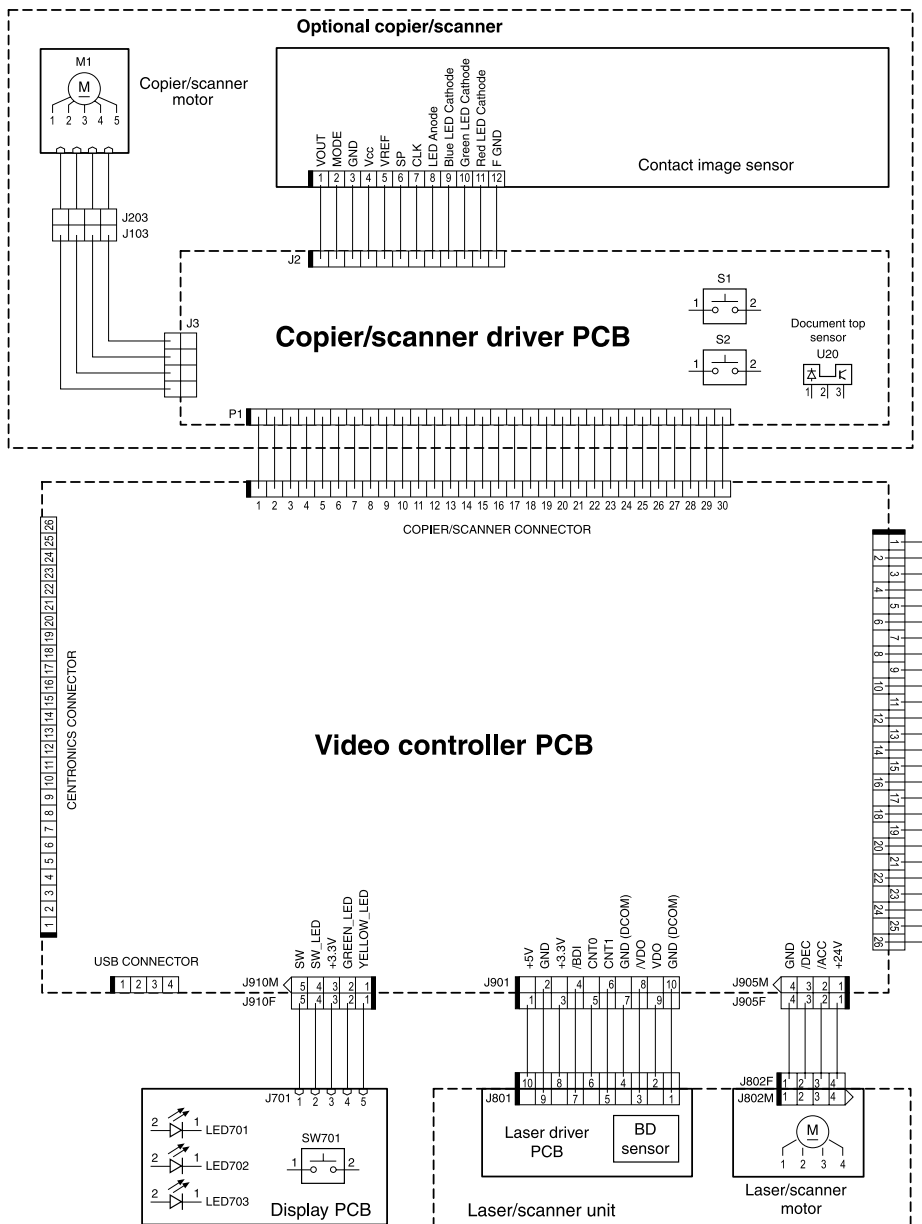 Optional copier/scanner
M1
M
1 2 3 4 5
Copier/scanner
motor
VOUT
MODE
GND
Vcc
VREF
SP
CLK
LED Anode
Blue LED Cathode
Green LED Cathode
Red LED Cathode
F GND
1 2 3 4 5 6 7 8 9 10 11 12
Contact image sensor
J203
J103
J2
J3
Copier/scanner driver PCB
S1
1 2
S2
1 2
Document top
sensor
U20
1 2 3
P1
1 2 3 4 5 6 7 8 9 10 11 12 13 14 15 16 17 18 19 20 21 22 23 24 25 26 27 28 29 30
COPIER/SCANNER CONNECTOR
1 2 3 4 5 6 7 8 9 10 11 12 13 14 15 16 17 18 19 20 21 22 23 24 25 26
CENTRONICS CONNECTOR
Video controller PCB
1 2 3 4 5 6 7 8 9 10 11 12 13 14 15 16 17 18 19 20 21 22 23 24 25 26
USB CONNECTOR
1 2 3 4
SW
SW_LED
+3.3V
GREEN_LED
YELLOW_LED
J910M
5 4 3 2 1
J910F
5 4 3 2 1
+5V
GND
+3.3V
/BDI
CNT0
CNT1
GND (DCOM)
/VDO
VDO
GND (DCOM)
J901
2 4 6 8 10
1 3 5 7 9
GND
/DEC
/ACC
+24V
J905M
4 3 2 1
J905F
4 3 2 1
J701
1 2 3 4 5
2 1 LED701
2 1 LED702
2 1 LED703
SW701
1 2
Display PCB
10 8 6 4 2
J801
9 7 5 3 1
Laser driver
PCB
BD
sensor
Laser/scanner unit
J802F
1 2 3 4
J802M
1 2 3 4
M
1 2 3 4
Laser/scanner
motor